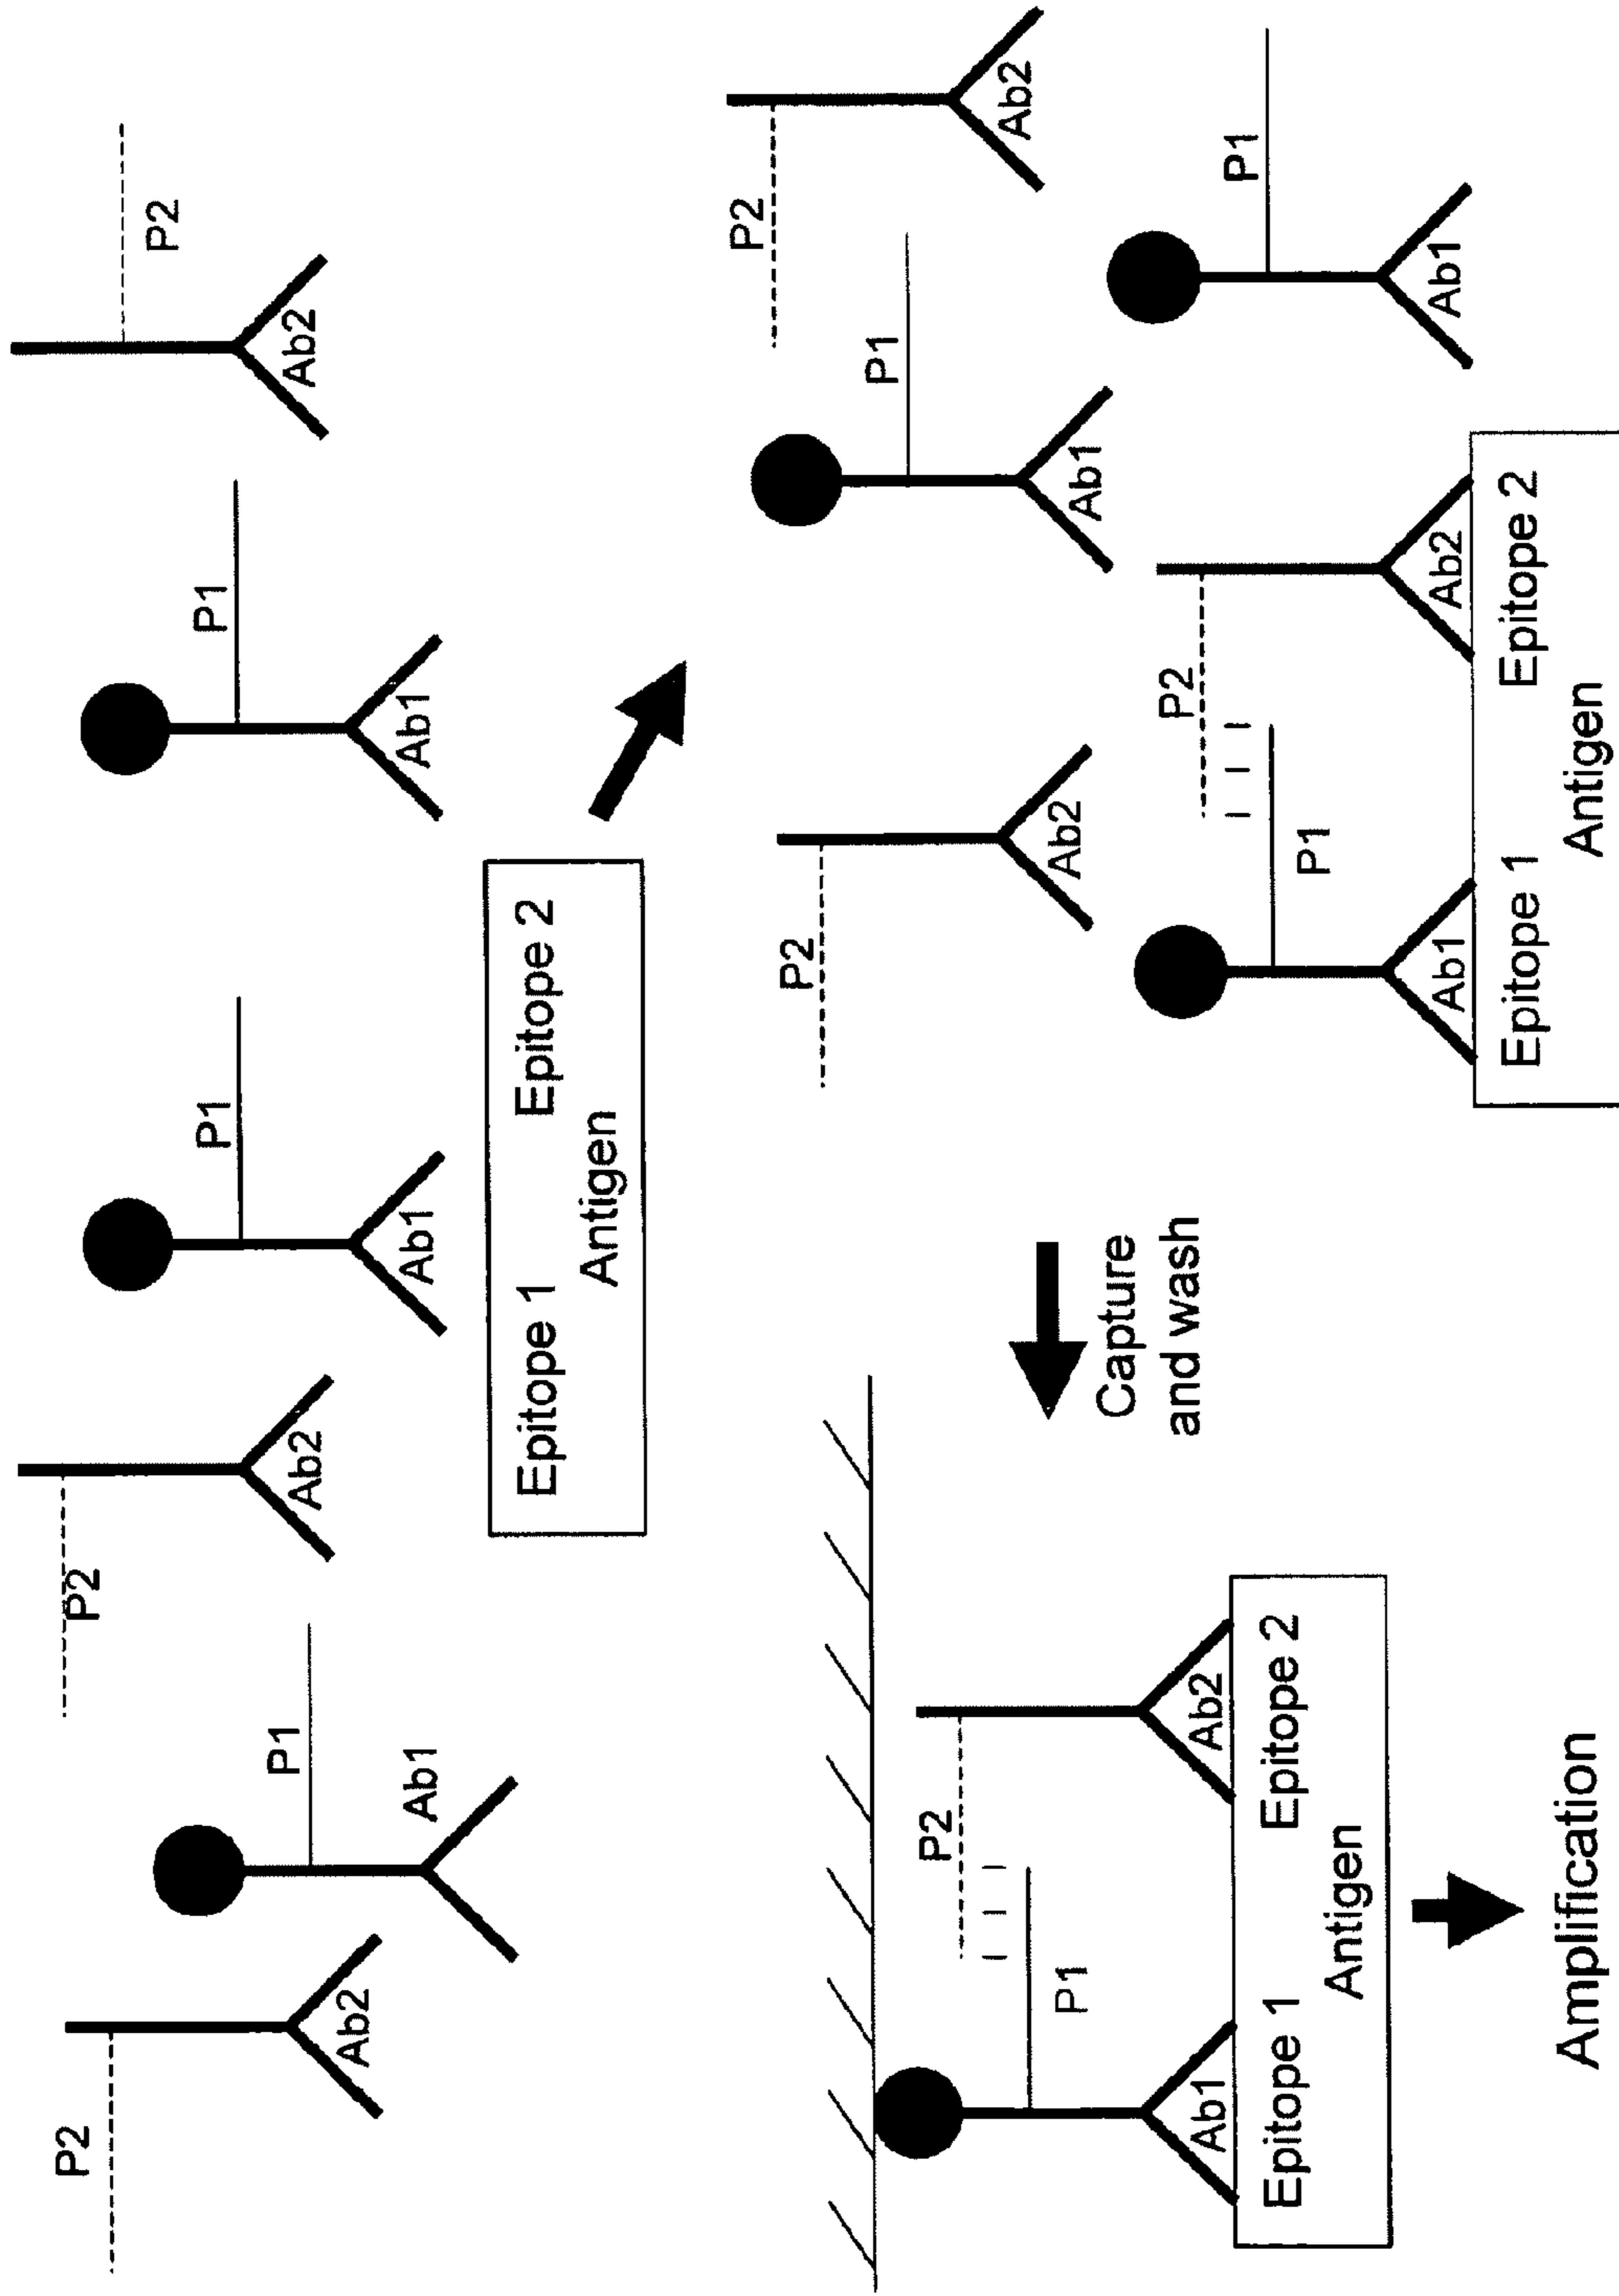 P2
P2
P2
P1
P1
P1
Ab2
Ab2
Ab2
Ab1
Ab1
Ab1
Epitope 1 Epitope 2
Antigen
P2
P2
P1
P2
Ab2
P1
Ab2
Ab1
Capture
and wash
P2
Ab1
Ab2
P1
Epitope 1 Epitope 2
P1
Antigen
Ab1
Ab2
Ab1
Epitope 1 Epitope 2
Amplification
Antigen